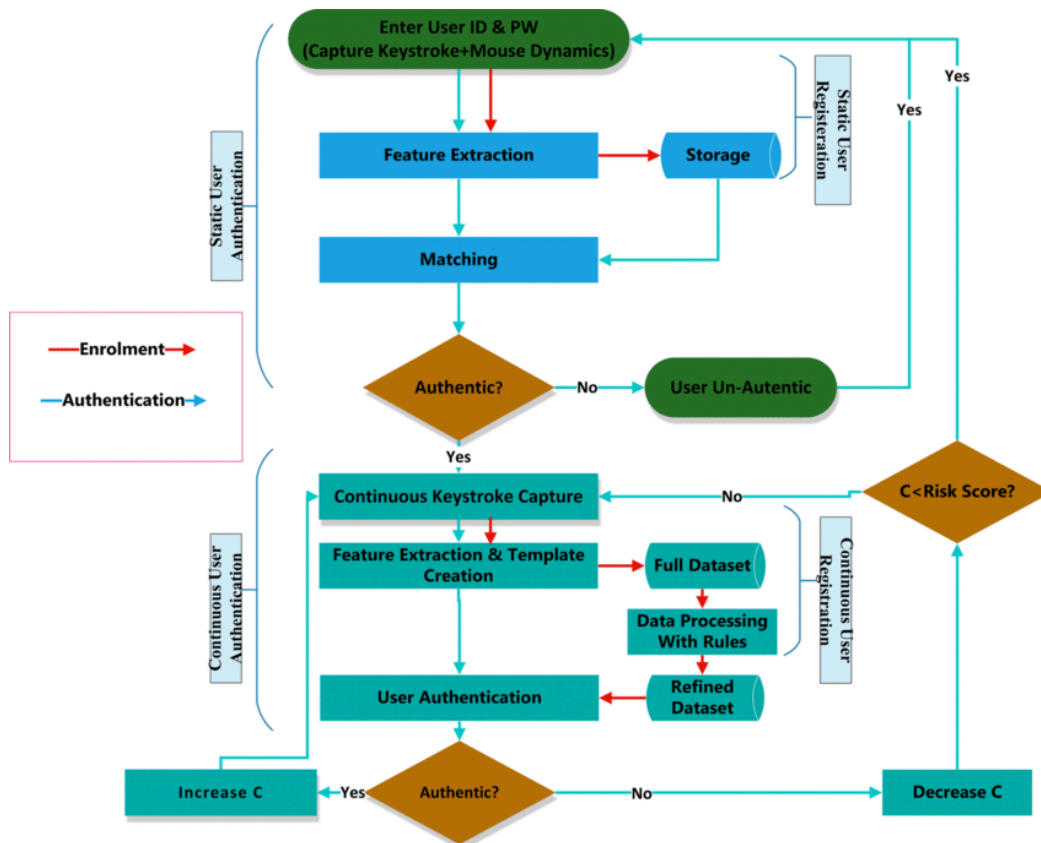 Enter User ID & PW
(Capture Keystroke+Mouse Dynamics)
Yes
Yes
Static User
Registeration
Feature Extraction
Storage
Static User
Authentication
Matching
Enrolment
Authentication
Authentic?
No
User Un-Autentic
Yes
Continuous Keystroke Capture
No
C<Risk Score?
Feature Extraction & Template
Creation
Full Dataset
Continuous User
Registration
Continuous User
Authentication
Data Processing
With Rules
User Authentication
Refined
Dataset
Increase C
Yes
Authentic?
No
Decrease C